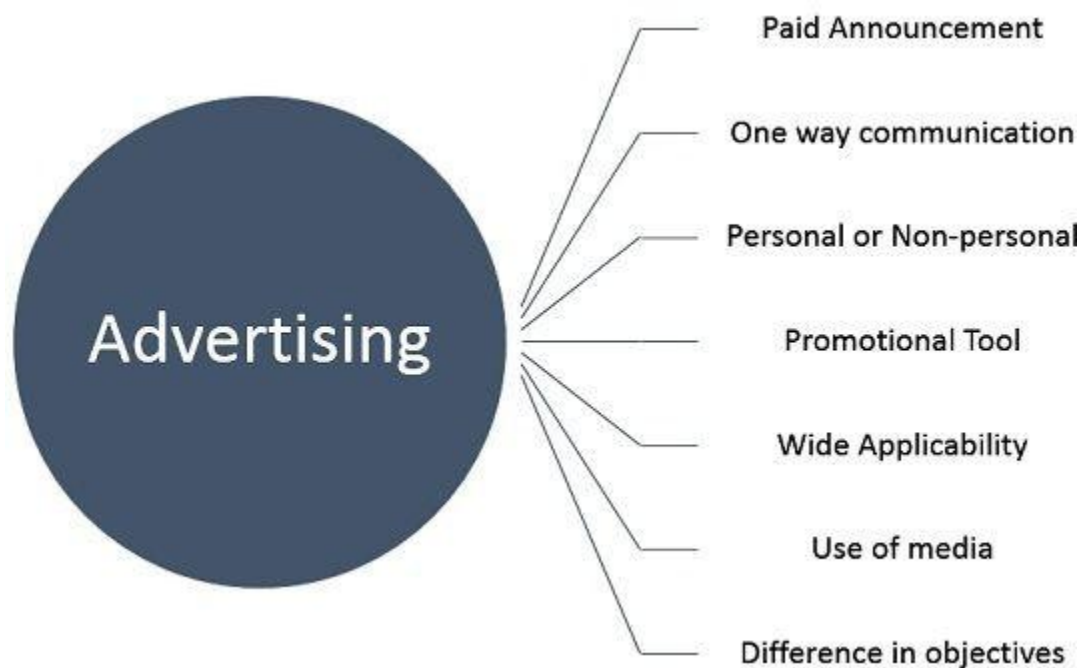 Advertising
Paid Announcement
One way communication
Personal or Non-personal
Promotional Tool
Wide Applicability
Use of media
Difference in objectives